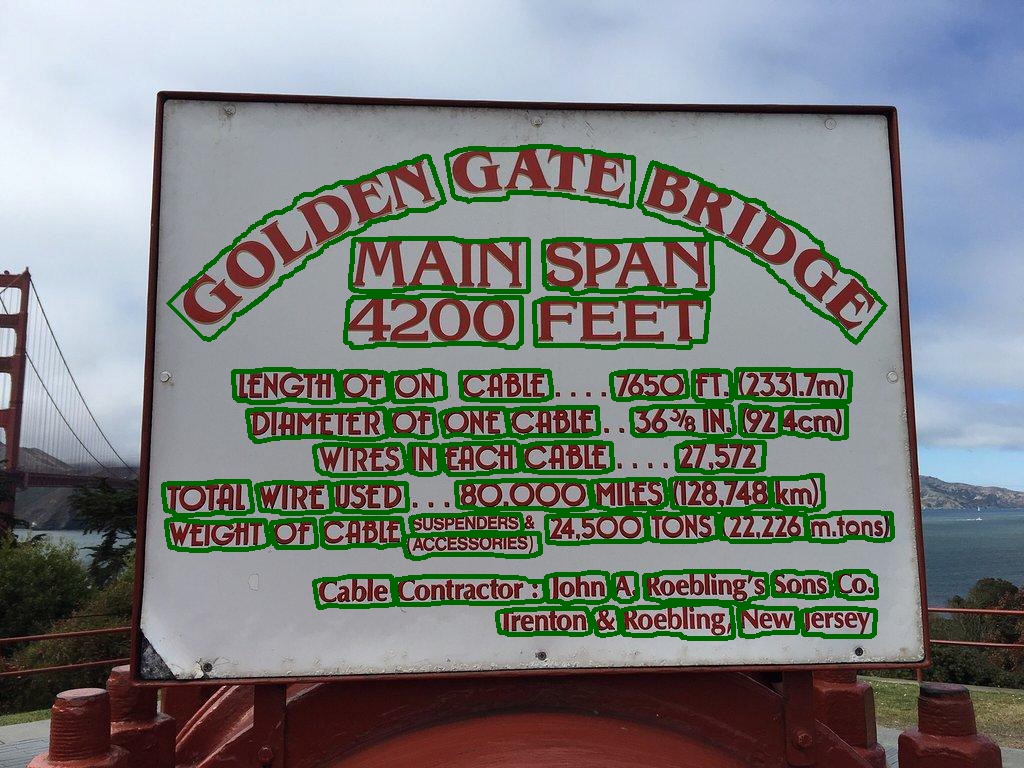 GOLDEN GATE BRIDGE
MAIN SPAN
4200 FEET
LENGTH OF ON CABLE . . . . 7650 FT. (2331.7m)
DIAMETER OF ONE CABLE . . 36 3/8 IN. (92 4cm)
WIRES IN EACH CABLE . . . . 27,572
TOTAL WIRE USED . . . 80.000 MILES (128,748 km)
WEIGHT OF CABLE SUSPENDERS & ACCESSORIES) 24,500 TONS (22,226 m.tons)
Cable Contractor : John A. Roebling's Sons Co.
Trenton & Roebling, New Jersey